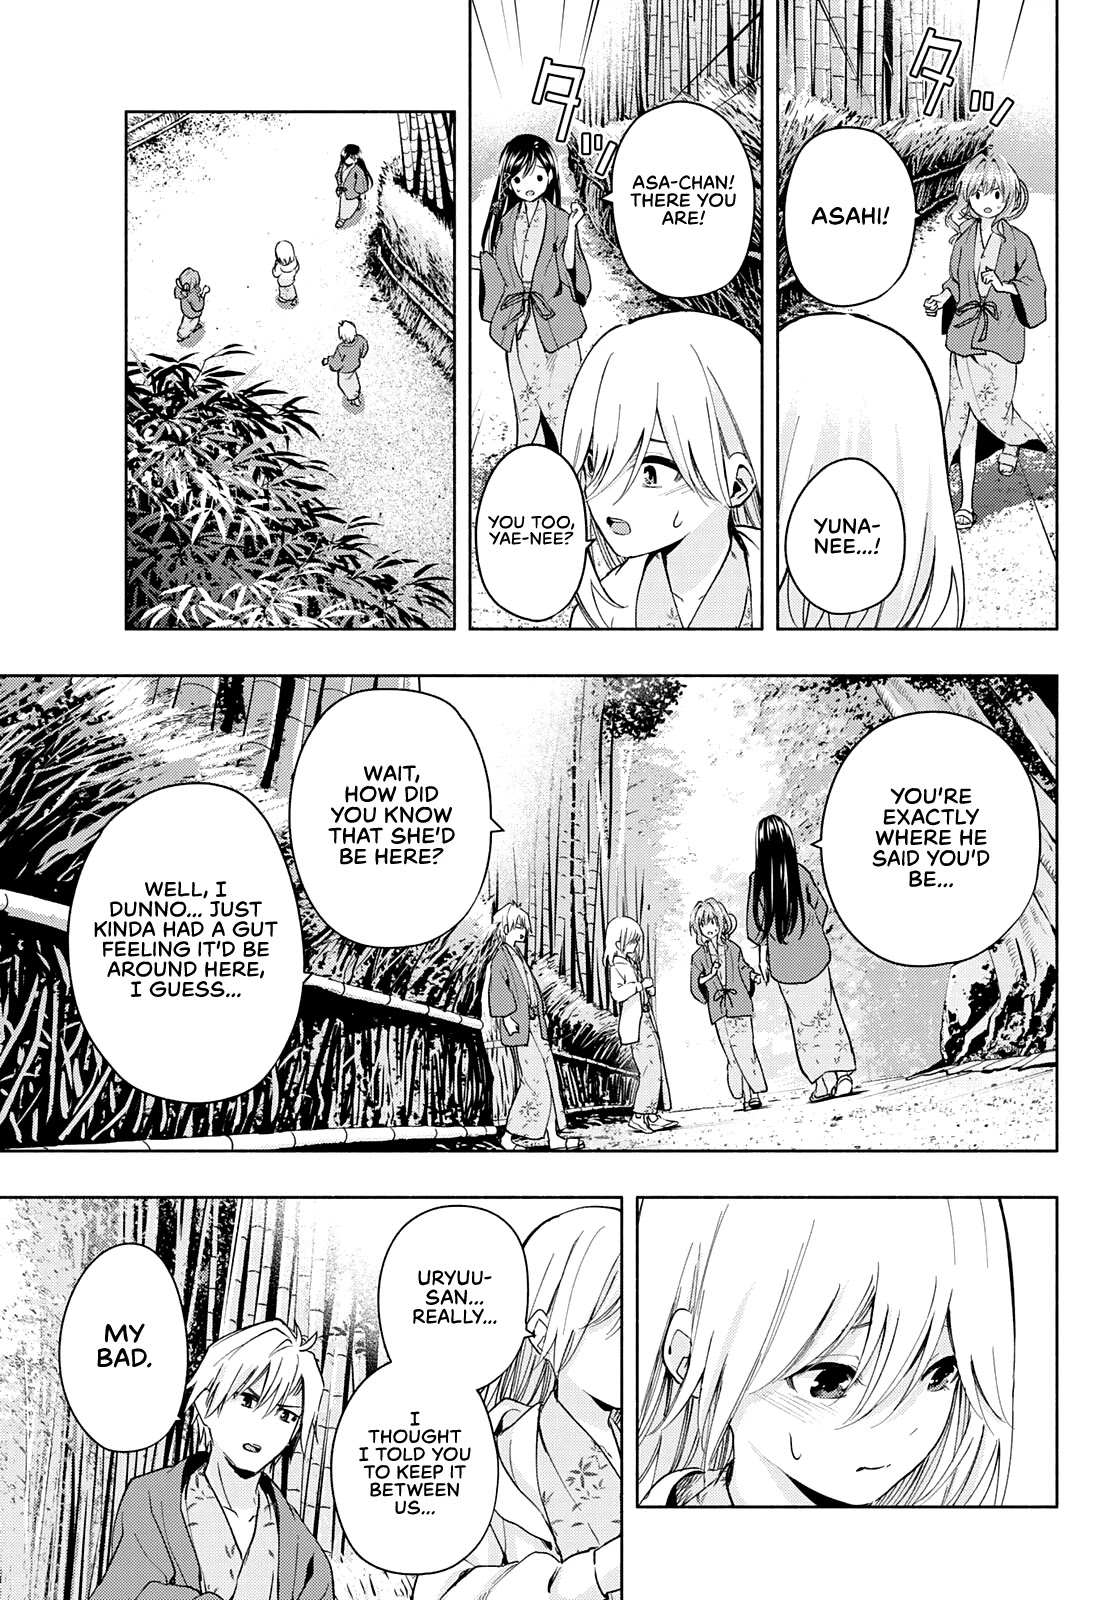 タッ
ASAHI!
YUNA-
NEE...!
タッ
ASA-CHAN!
THERE YOU
ARE!
YOU TOO,
YAE-NEE?
YOU'RE
EXACTLY
WHERE HE
SAID YOU'D
BE...
WAIT,
HOW DID
YOU KNOW
THAT SHE'D
BE HERE?
WELL, I
DUNNO... JUST
KINDA HAD A GUT
FEELING IT'D BE
AROUND HERE,
I GUESS...
URYUU-
SAN...
REALLY...
I
THOUGHT
I TOLD YOU
TO KEEP IT
BETWEEN
US...
MY
BAD.